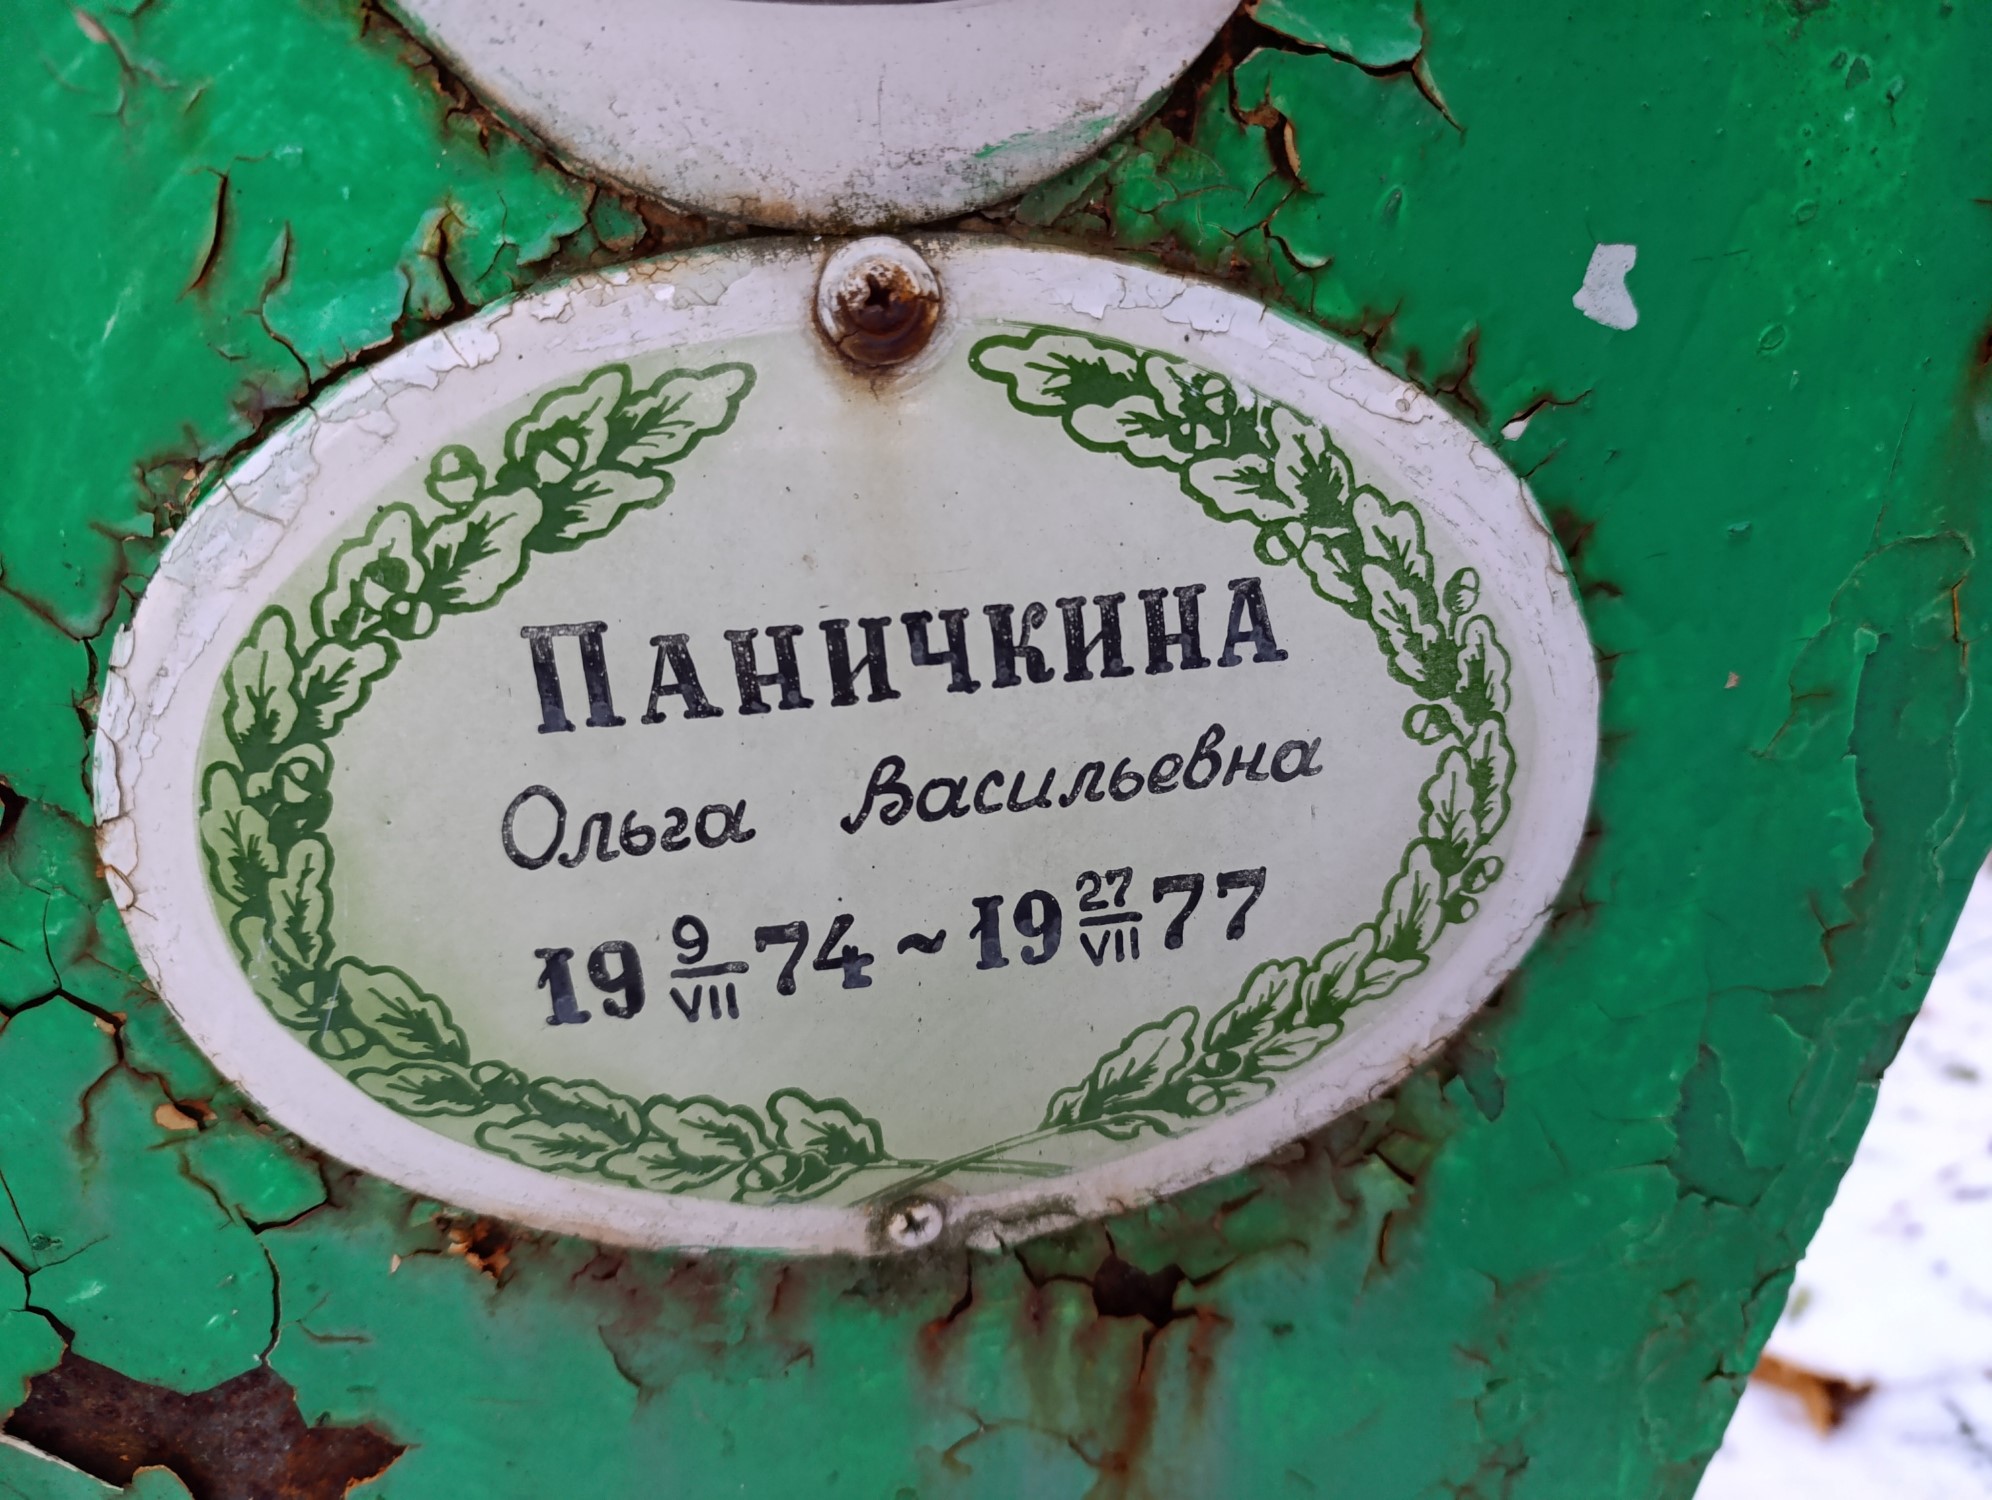 ПАНИЧКИНА
Ольга Васильевна
19 9/VII 74 ~ 19 27/VII 77